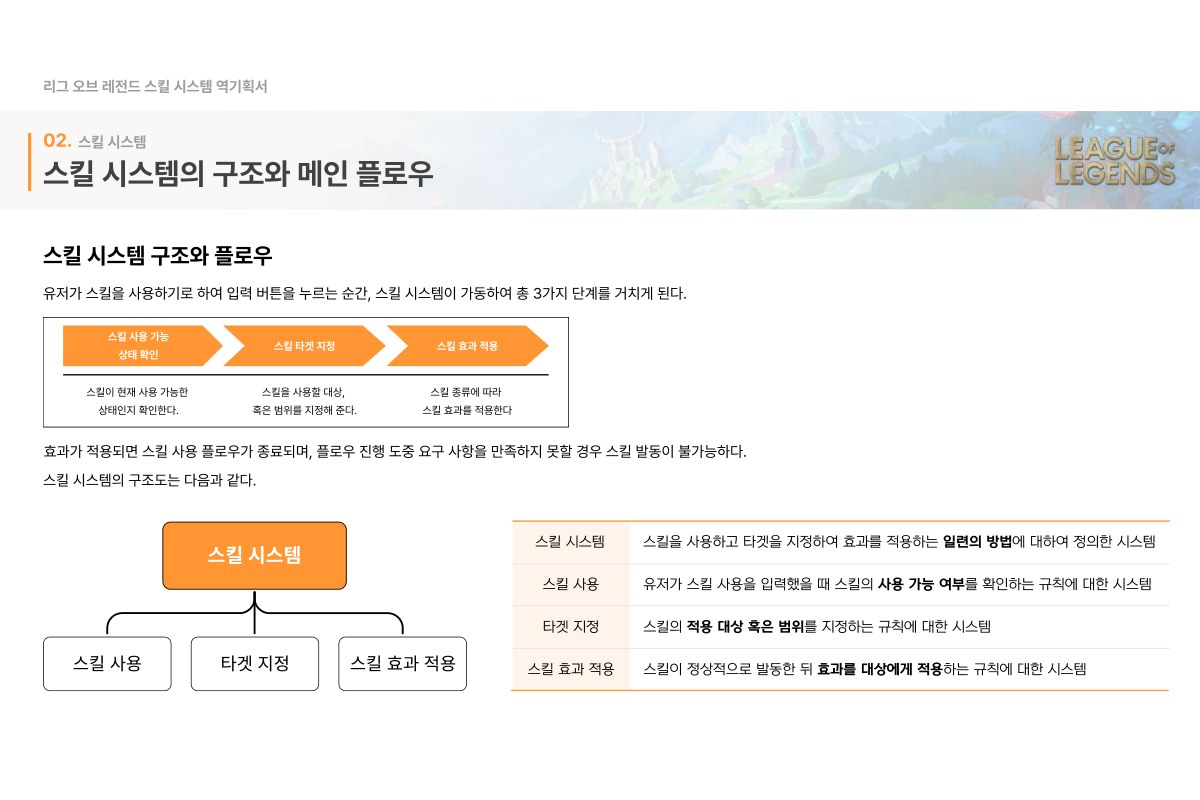 리그 오브 레전드 스킬 시스템 역기획서
02. 스킬 시스템
스킬 시스템의 구조와 메인 플로우
LEAGUE OF
LEGENDS
스킬 시스템 구조와 플로우
유저가 스킬을 사용하기로 하여 입력 버튼을 누르는 순간, 스킬 시스템이 가동하여 총 3가지 단계를 거치게 된다.
스킬 사용 가능
상태 확인
스킬 타겟 지정
스킬 효과 적용
스킬이 현재 사용 가능한
상태인지 확인한다.
스킬을 사용할 대상,
혹은 범위를 지정해 준다.
스킬 종류에 따라
스킬 효과를 적용한다
효과가 적용되면 스킬 사용 플로우가 종료되며, 플로우 진행 도중 요구 사항을 만족하지 못할 경우 스킬 발동이 불가능하다.
스킬 시스템의 구조도는 다음과 같다.
스킬 시스템
스킬 사용
타겟 지정
스킬 효과 적용
스킬 시스템 스킬을 사용하고 타겟을 지정하여 효과를 적용하는 일련의 방법에 대하여 정의한 시스템
스킬 사용 유저가 스킬 사용을 입력했을 때 스킬의 사용 가능 여부를 확인하는 규칙에 대한 시스템
타겟 지정 스킬의 적용 대상 혹은 범위를 지정하는 규칙에 대한 시스템
스킬 효과 적용 스킬이 정상적으로 발동한 뒤 효과를 대상에게 적용하는 규칙에 대한 시스템